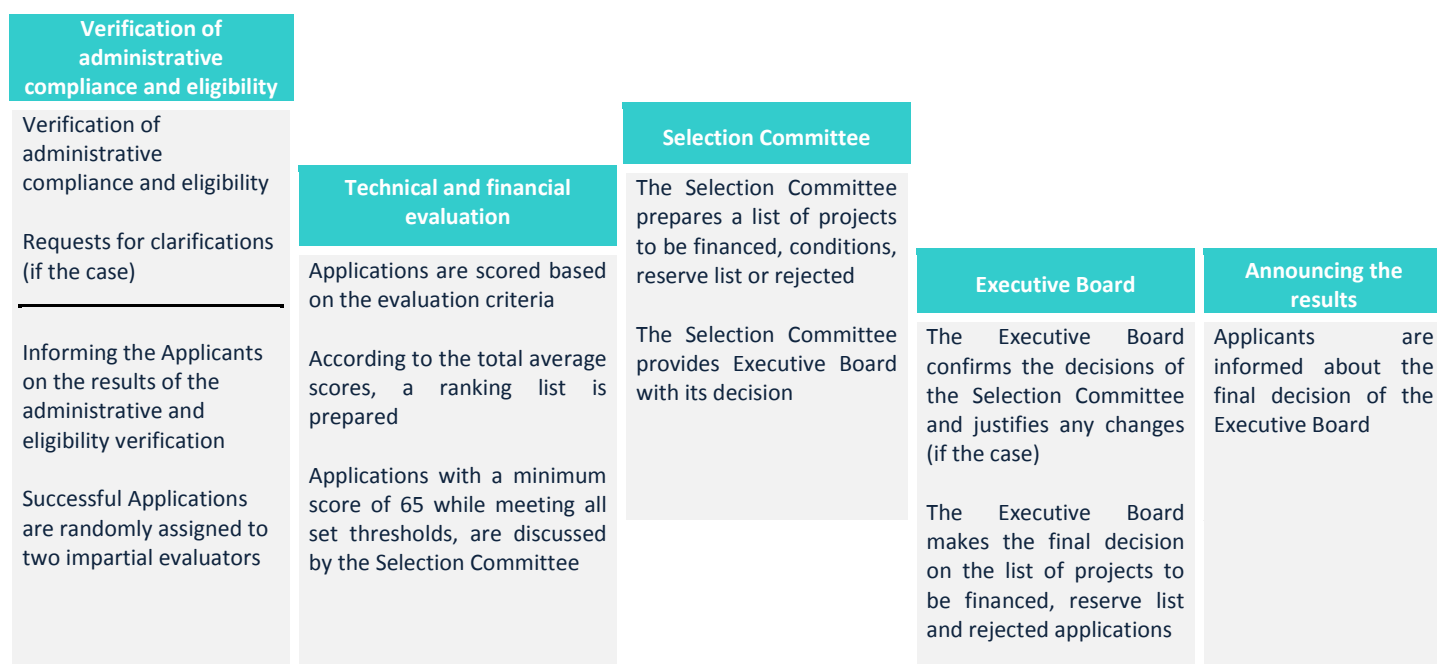 Verification of
administrative
compliance and eligibility
Verification of
administrative
compliance and eligibility
Requests for clarifications
(if the case)
Informing the Applicants
on the results of the
administrative and
eligibility verification
Successful Applications
are randomly assigned to
two impartial evaluators
Technical and financial
evaluation
Applications are scored based
on the evaluation criteria
According to the total average
scores, a ranking list is
prepared
Applications with a minimum
score of 65 while meeting all
set thresholds, are discussed
by the Selection Committee
Selection Committee
The Selection Committee
prepares a list of projects
to be financed, conditions,
reserve list or rejected
The Selection Committee
provides Executive Board
with its decision
Executive Board
The Executive Board
confirms the decisions of
the Selection Committee
and justifies any changes
(if the case)
The Executive Board
makes the final decision
on the list of projects to
be financed, reserve list
and rejected applications
Announcing the
results
Applicants are
informed about the
final decision of the
Executive Board